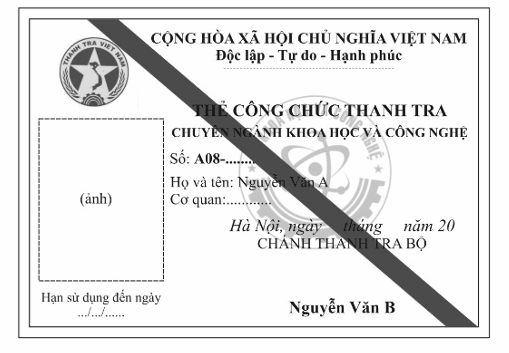 THANH TRA VIỆT NAM
CỘNG HÒA XÃ HỘI CHỦ NGHĨA VIỆT NAM
Độc lập - Tự do - Hạnh phúc
THẺ CÔNG CHỨC THANH TRA
CHUYÊN NGÀNH KHOA HỌC VÀ CÔNG NGHỆ
Số: A08-........
(ảnh)
Họ và tên: Nguyễn Văn A
Cơ quan:............
Hà Nội, ngày tháng năm 20
CHÁNH THANH TRA BỘ
Hạn sử dụng đến ngày
.../.../......
Nguyễn Văn B